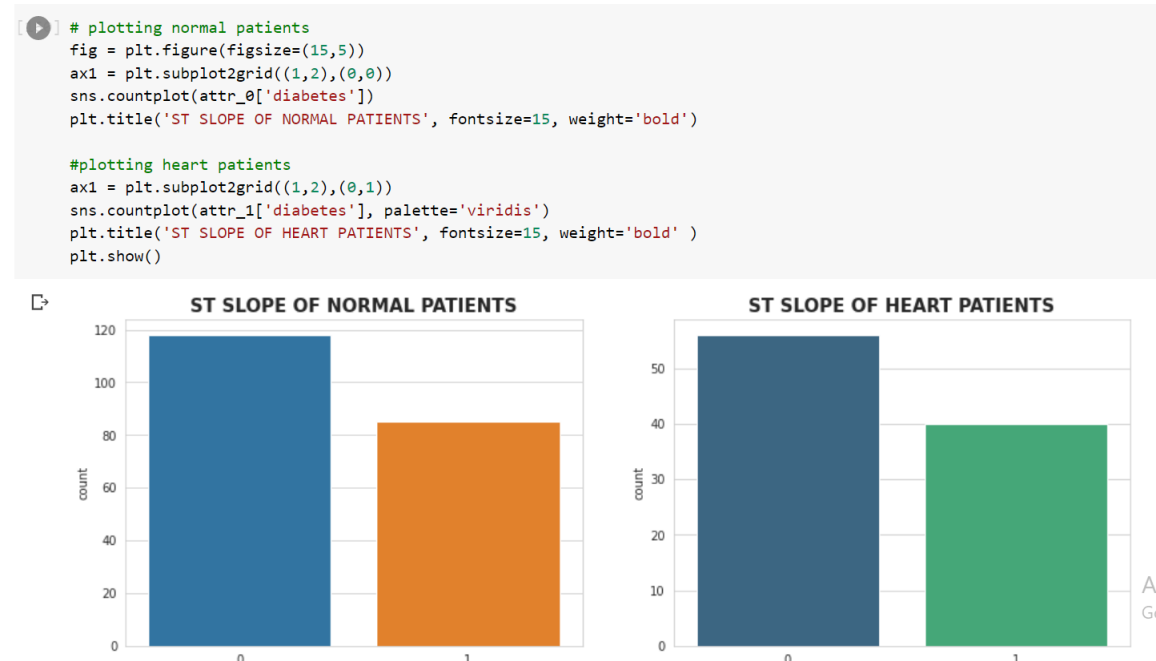 [ ] # plotting normal patients
fig = plt.figure(figsize=(15,5))
ax1 = plt.subplot2grid((1,2),(0,0))
sns.countplot(attr_0['diabetes'])
plt.title('ST SLOPE OF NORMAL PATIENTS', fontsize=15, weight='bold')
#plotting heart patients
ax1 = plt.subplot2grid((1,2),(0,1))
sns.countplot(attr_1['diabetes'], palette='viridis')
plt.title('ST SLOPE OF HEART PATIENTS', fontsize=15, weight='bold' )
plt.show()
ST SLOPE OF NORMAL PATIENTS
120
100
80
60
40
20
0
count
0 1
ST SLOPE OF HEART PATIENTS
50
40
30
20
10
0
count
0 1